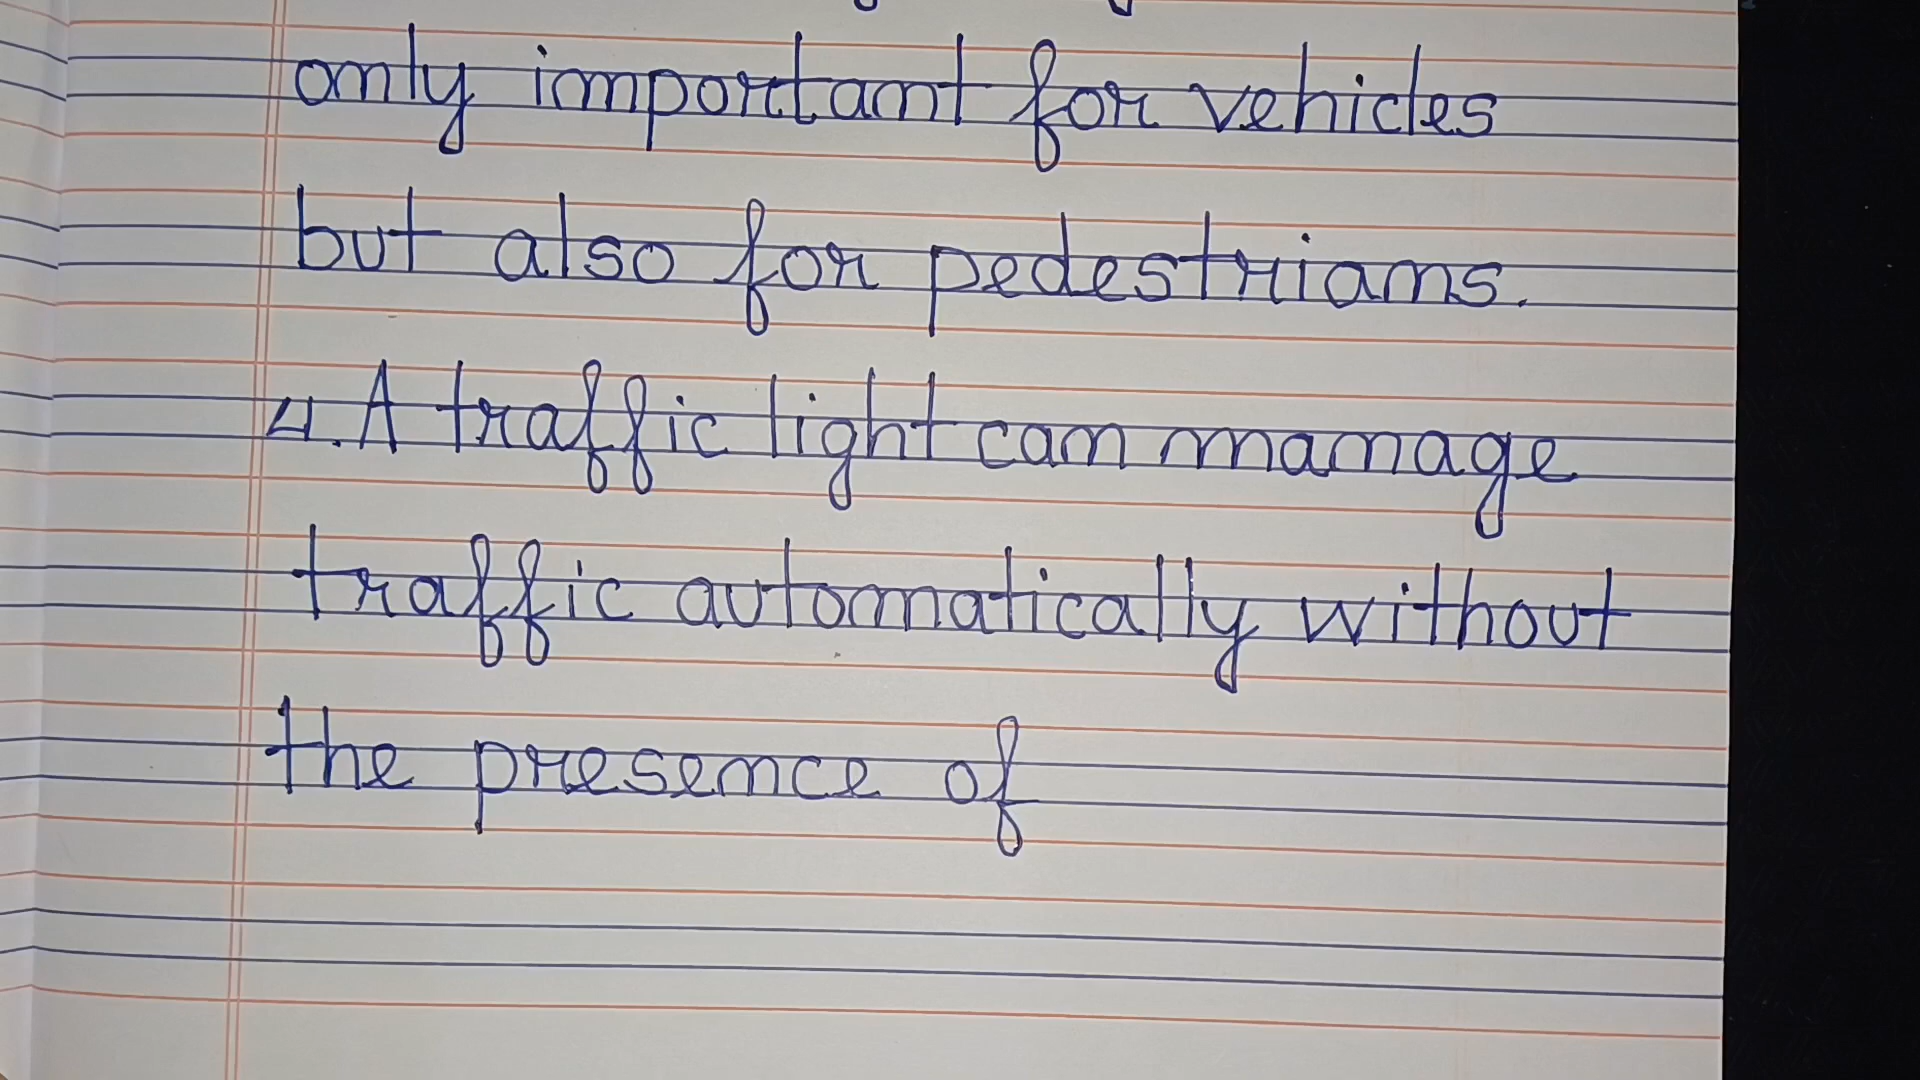 only important for vehicles
but also for pedestrians.
4. A traffic light can manage
traffic automatically without
the presence of